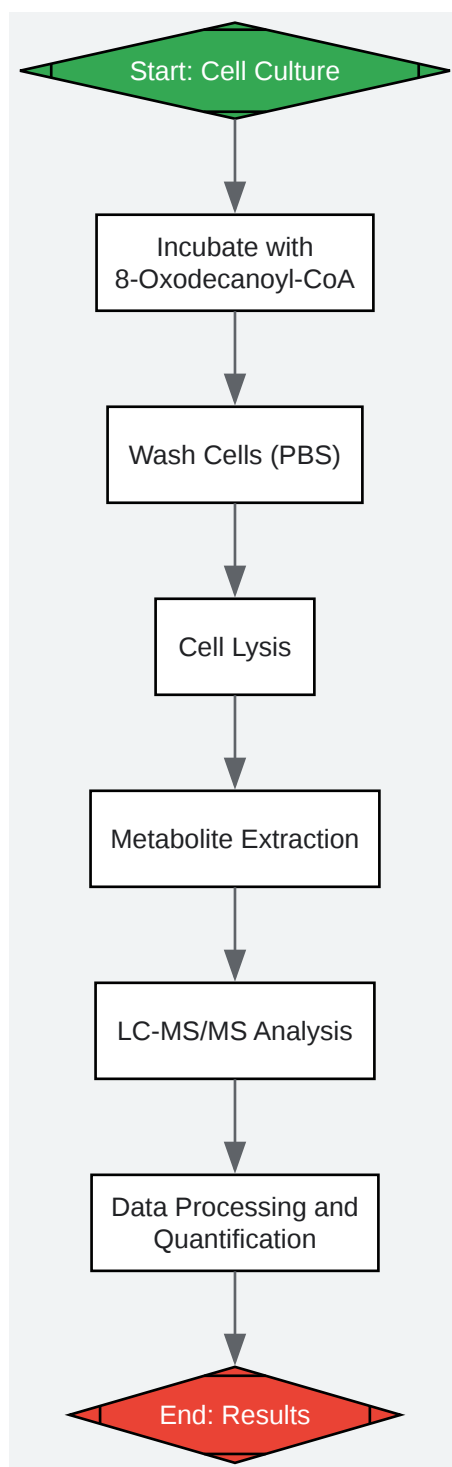 Start: Cell Culture
Incubate with
8-Oxodecanoyl-CoA
Wash Cells (PBS)
Cell Lysis
Metabolite Extraction
LC-MS/MS Analysis
Data Processing and
Quantification
End: Results